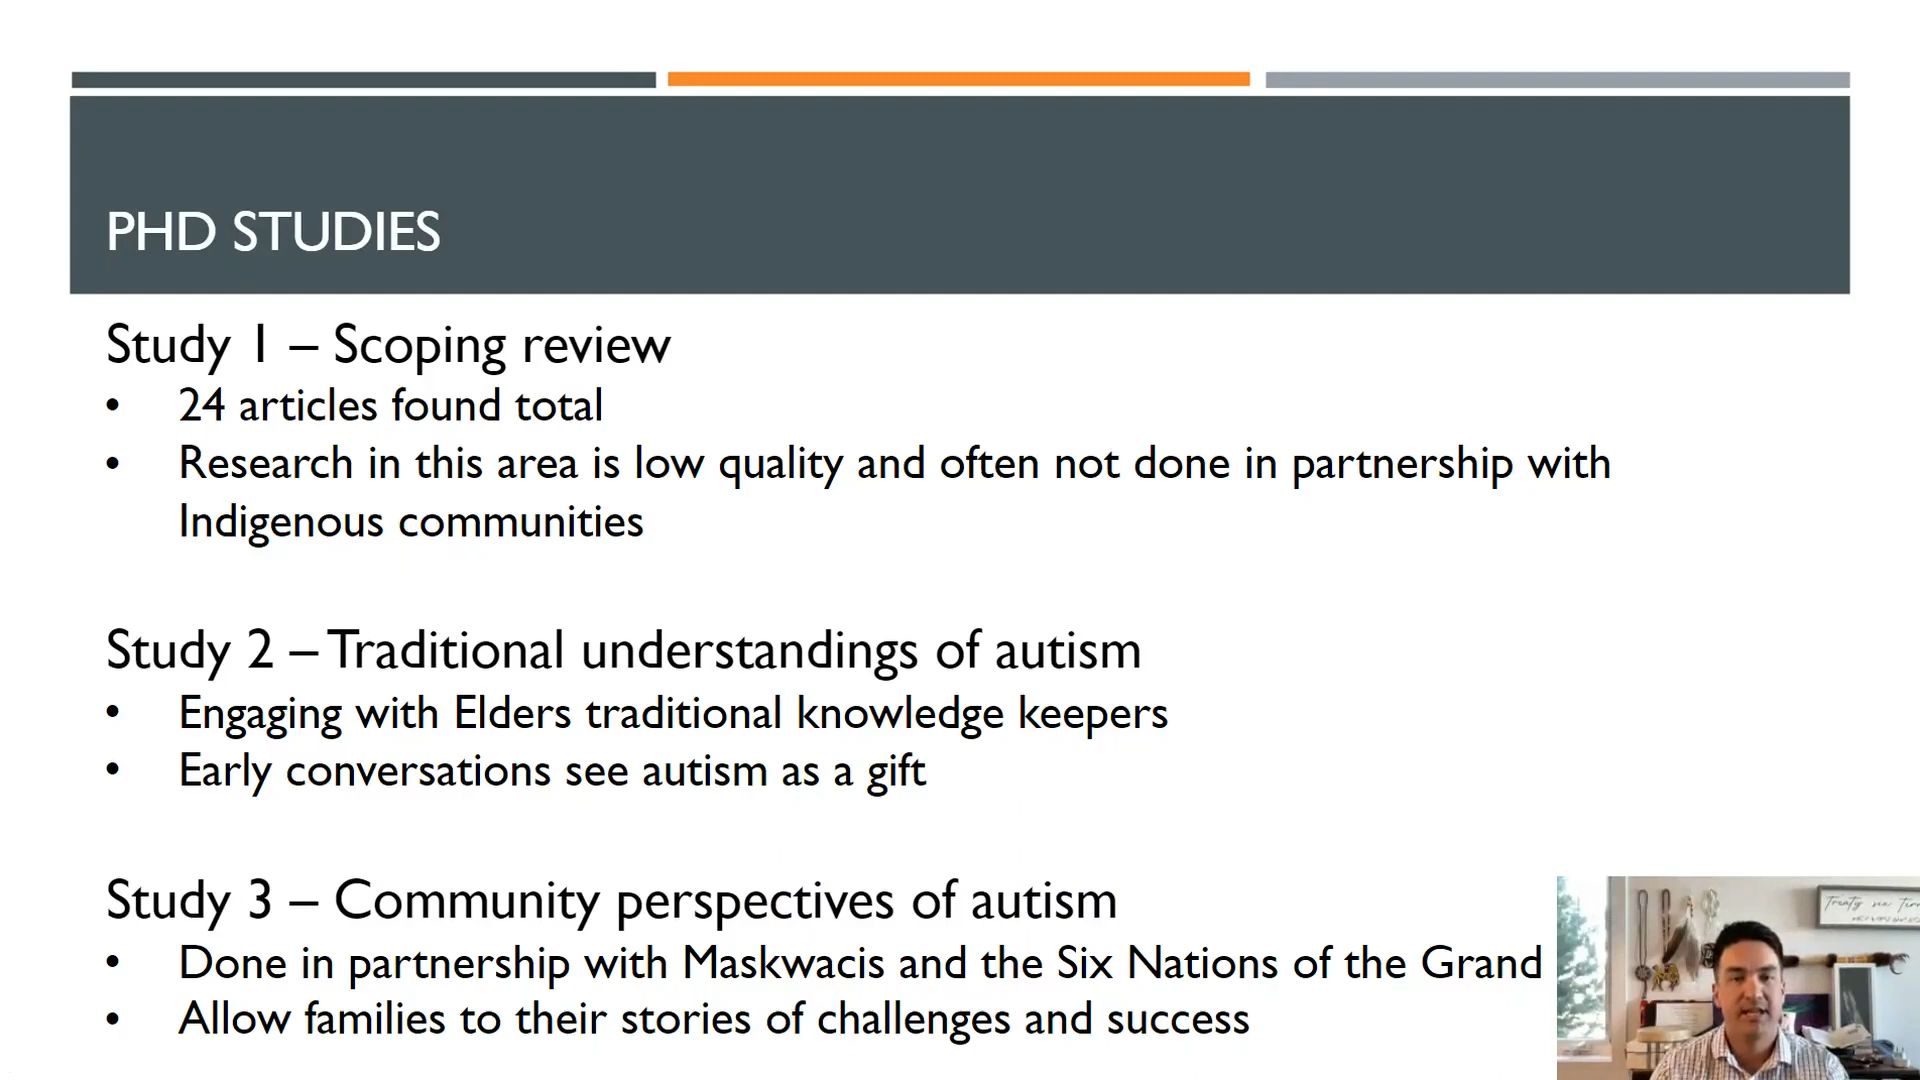 PHD STUDIES
Study 1 – Scoping review
• 24 articles found total
• Research in this area is low quality and often not done in partnership with
Indigenous communities
Study 2 – Traditional understandings of autism
• Engaging with Elders traditional knowledge keepers
• Early conversations see autism as a gift
Study 3 – Community perspectives of autism
• Done in partnership with Maskwacis and the Six Nations of the Grand
• Allow families to their stories of challenges and success
Treaty six